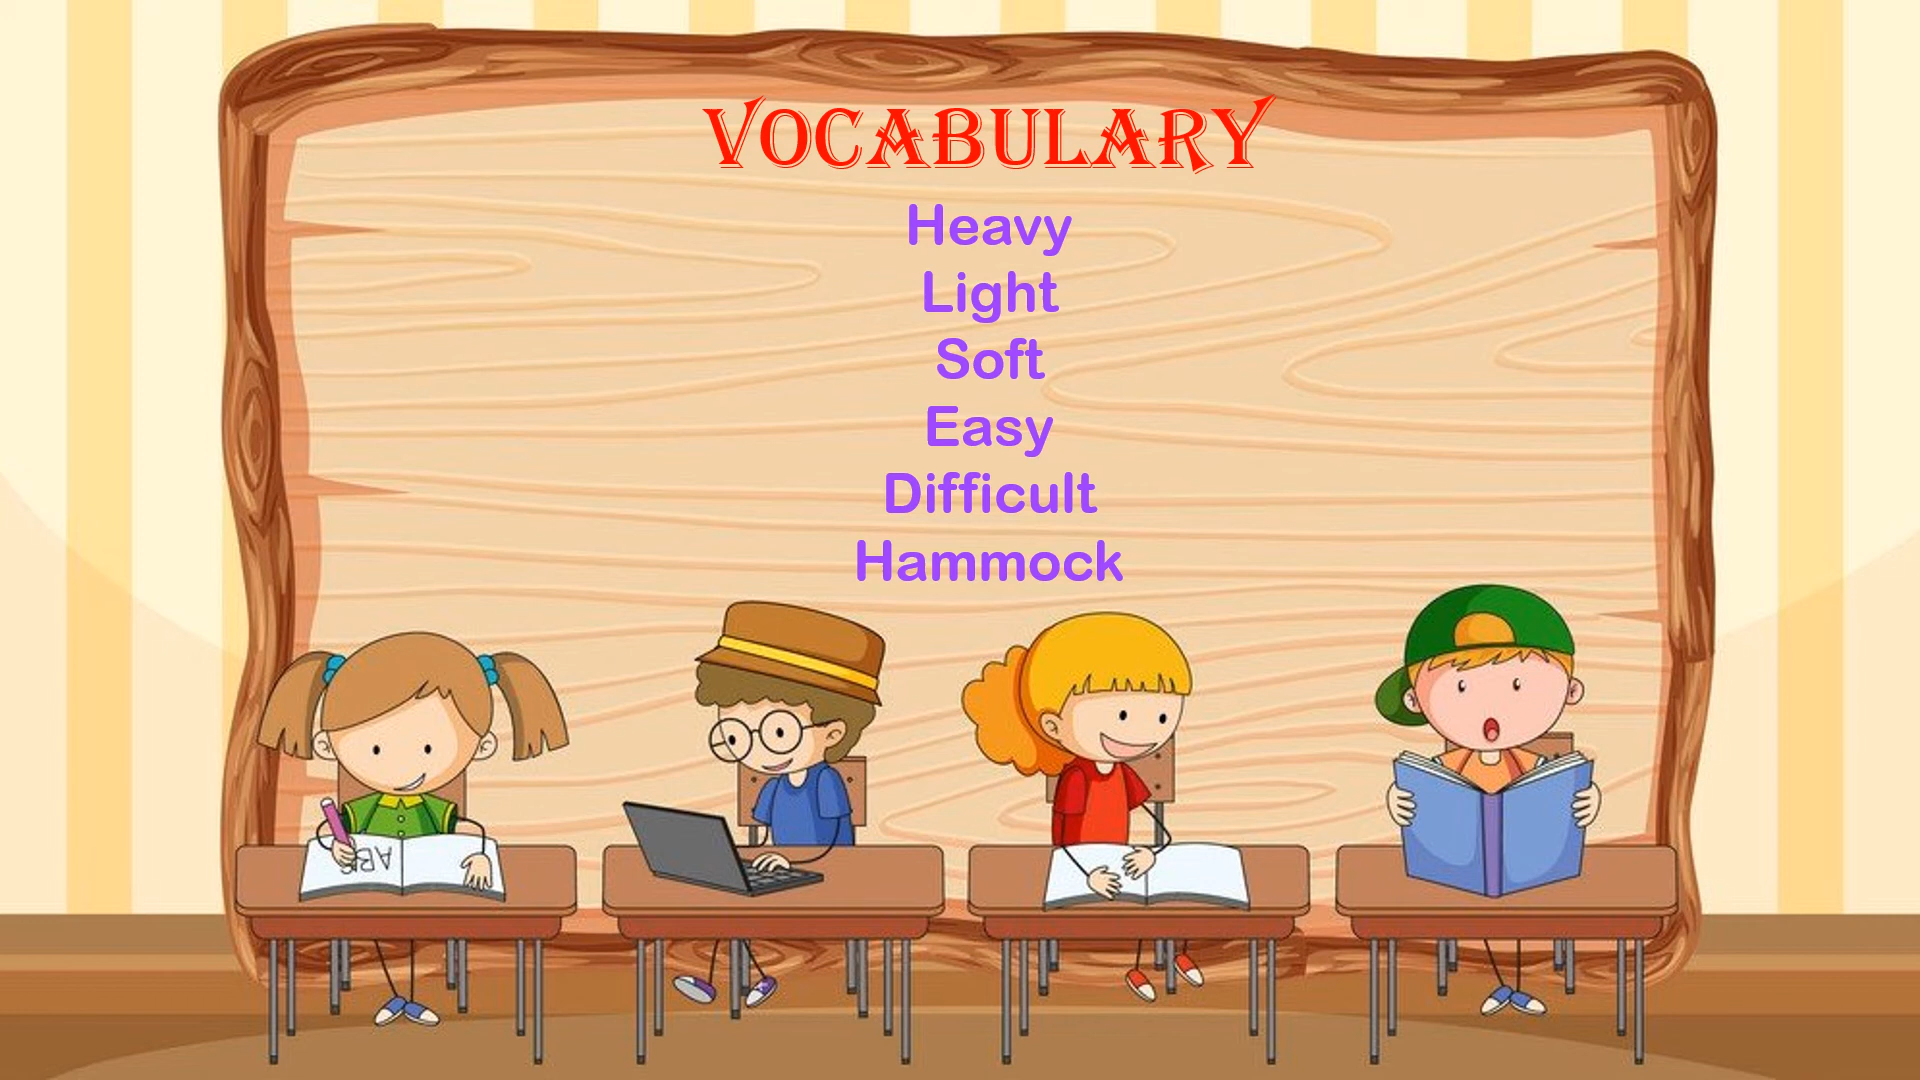 VOCABULARY
Heavy
Light
Soft
Easy
Difficult
Hammock